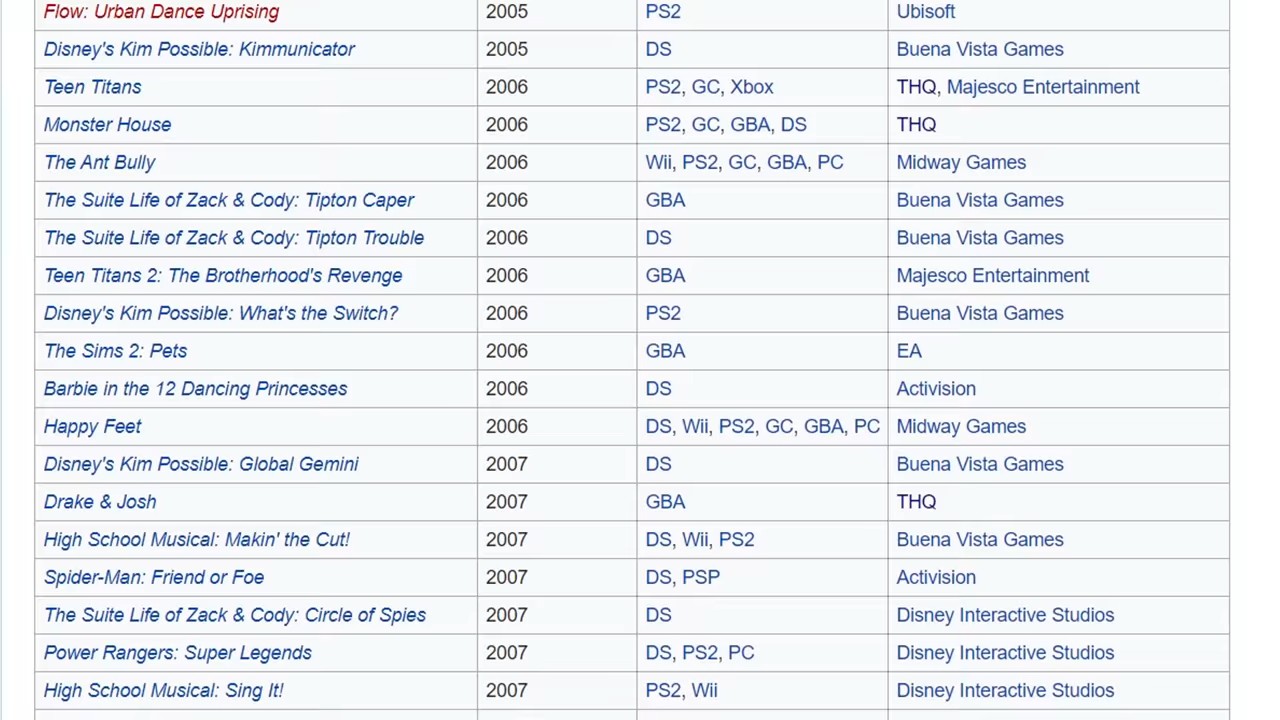 Flow: Urban Dance Uprising 2005 PS2 Ubisoft
Disney's Kim Possible: Kimmunicator 2005 DS Buena Vista Games
Teen Titans 2006 PS2, GC, Xbox THQ, Majesco Entertainment
Monster House 2006 PS2, GC, GBA, DS THQ
The Ant Bully 2006 Wii, PS2, GC, GBA, PC Midway Games
The Suite Life of Zack & Cody: Tipton Caper 2006 GBA Buena Vista Games
The Suite Life of Zack & Cody: Tipton Trouble 2006 DS Buena Vista Games
Teen Titans 2: The Brotherhood's Revenge 2006 GBA Majesco Entertainment
Disney's Kim Possible: What's the Switch? 2006 PS2 Buena Vista Games
The Sims 2: Pets 2006 GBA EA
Barbie in the 12 Dancing Princesses 2006 DS Activision
Happy Feet 2006 DS, Wii, PS2, GC, GBA, PC Midway Games
Disney's Kim Possible: Global Gemini 2007 DS Buena Vista Games
Drake & Josh 2007 GBA THQ
High School Musical: Makin' the Cut! 2007 DS, Wii, PS2 Buena Vista Games
Spider-Man: Friend or Foe 2007 DS, PSP Activision
The Suite Life of Zack & Cody: Circle of Spies 2007 DS Disney Interactive Studios
Power Rangers: Super Legends 2007 DS, PS2, PC Disney Interactive Studios
High School Musical: Sing It! 2007 PS2, Wii Disney Interactive Studios